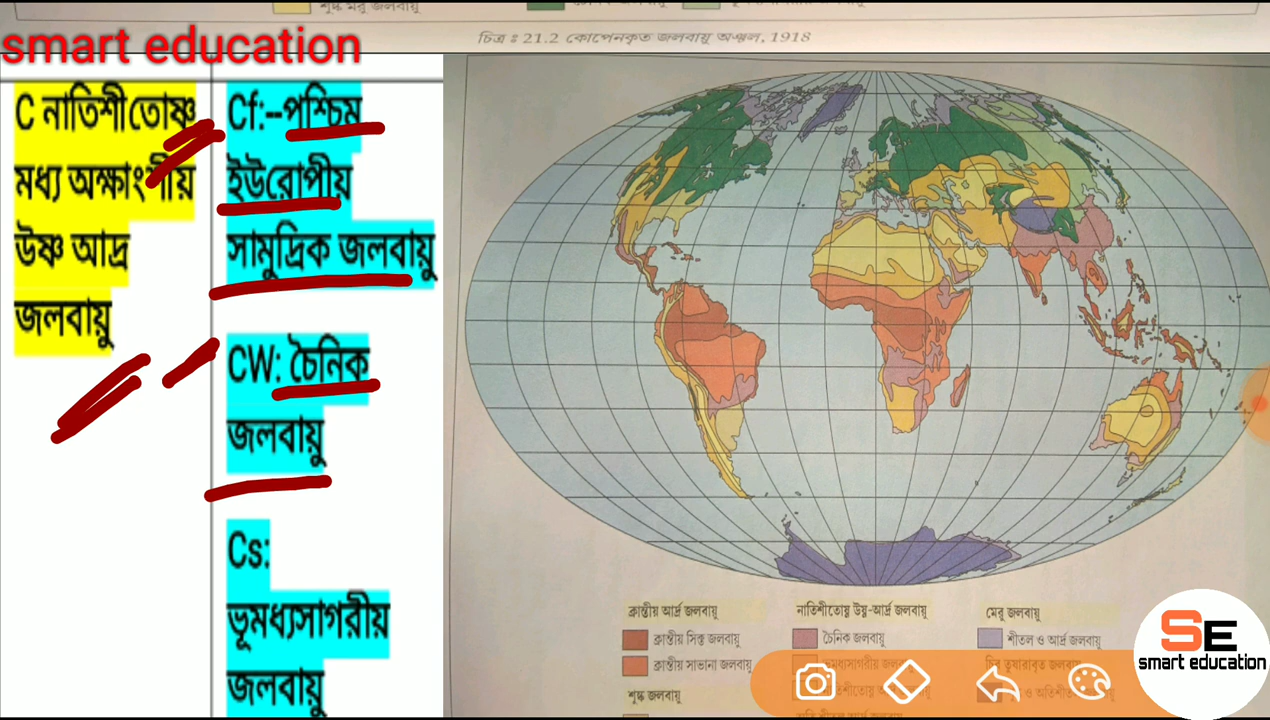 শুষ্ক মরু জলবায়ু
smart education
চিত্র ঃ 21.2 কোপেনকৃত জলবায়ু অঞ্চল, 1918
C নাতিশীতোষ্ণ
মধ্য অক্ষাংশীয়
উষ্ণ আদ্র
জলবায়ু
Cf:--পশ্চিম
ইউরোপীয়
সামুদ্রিক জলবায়ু
CW: চৈনিক
জলবায়ু
Cs:
ভূমধ্যসাগরীয়
জলবায়ু
ক্রান্তীয় আর্দ্র জলবায়ু
ক্রান্তীয় সিক্ত জলবায়ু
ক্রান্তীয় সাভানা জলবায়ু
শুষ্ক জলবায়ু
নাতিশীতোষ্ণ উষ্ণ-আর্দ্র জলবায়ু
চৈনিক জলবায়ু
মেরু জলবায়ু
শীতল ও আর্দ্র জলবায়ু
SE
smart education